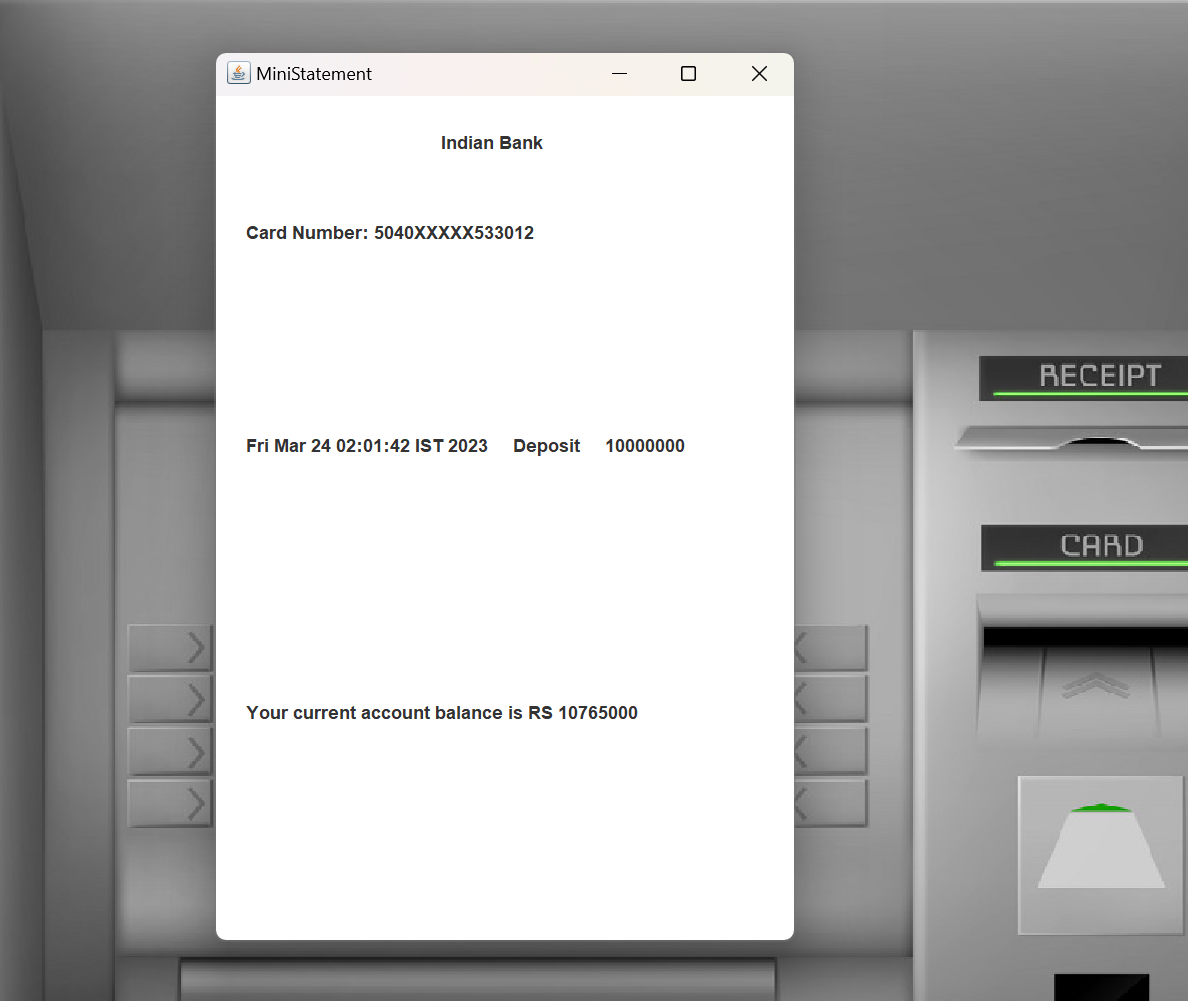 MiniStatement
Indian Bank
Card Number: 5040XXXXX533012
Fri Mar 24 02:01:42 IST 2023 Deposit 10000000
Your current account balance is RS 10765000
RECEIPT
CARD